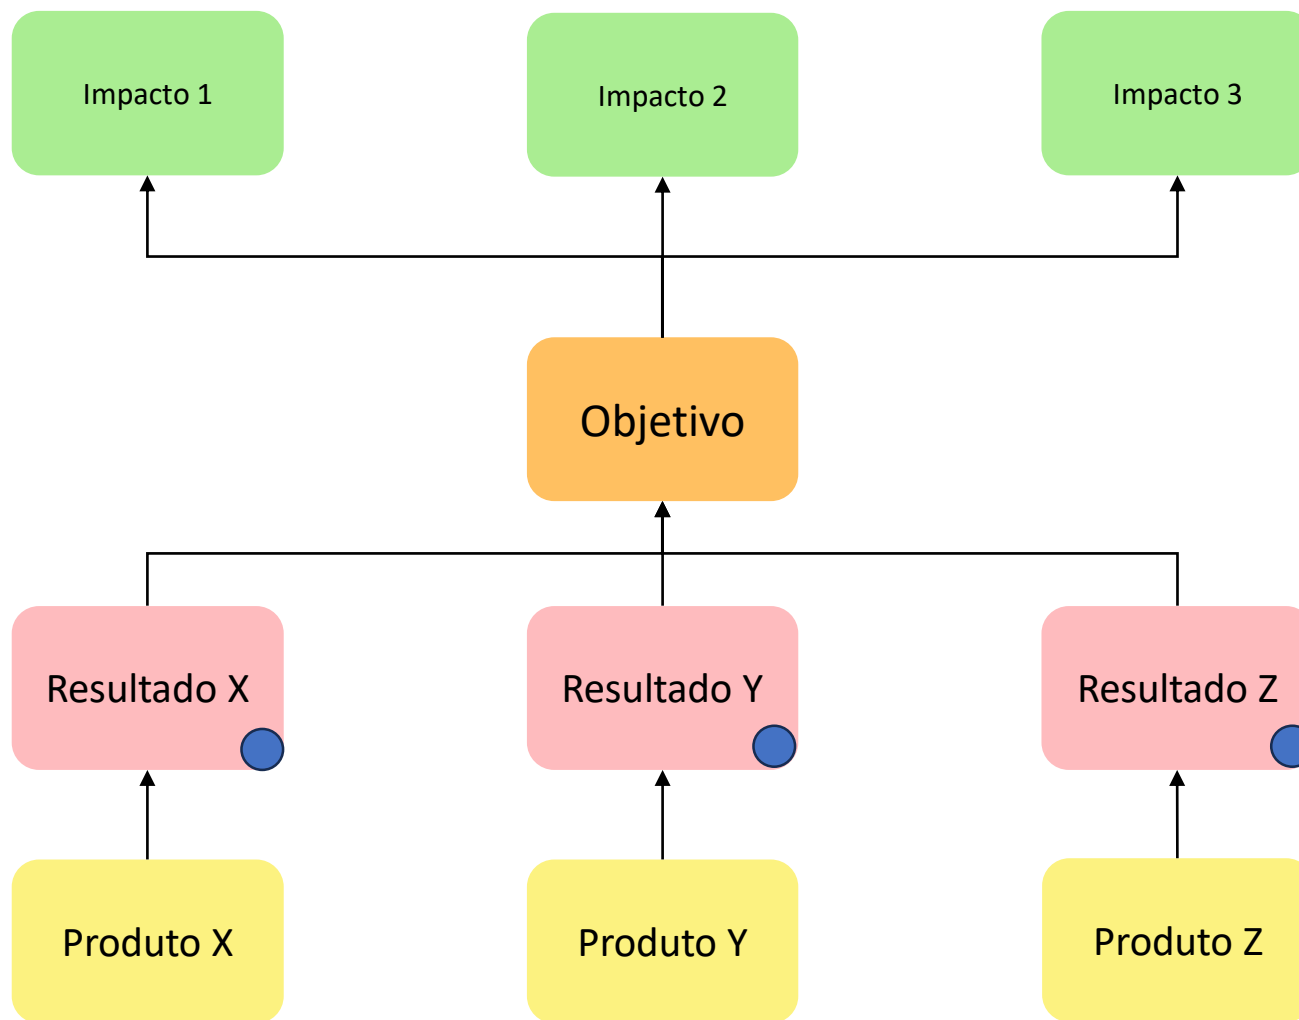 Impacto 1
Impacto 2
Impacto 3
Objetivo
Resultado X
Resultado Y
Resultado Z
Produto X
Produto Y
Produto Z